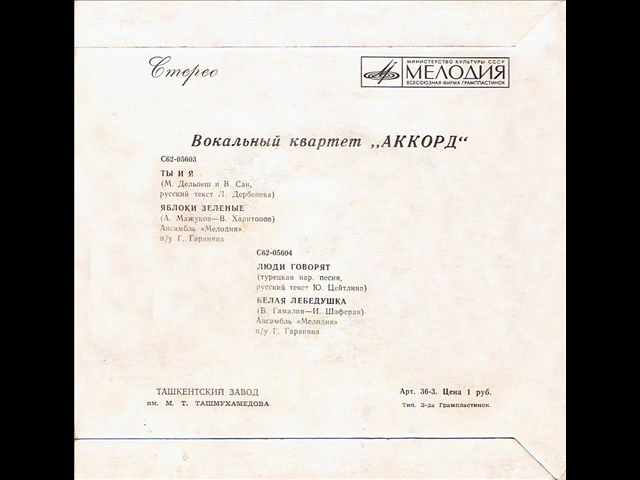 Стерео
МИНИСТЕРСТВО КУЛЬТУРЫ СССР
МЕЛОДИЯ
ВСЕСОЮЗНАЯ ФИРМА ГРАМПЛАСТИНОК
Вокальный квартет „АККОРД“
С62-05603
ТЫ И Я
(М. Дельпеш и В. Сан,
русский текст Л. Дербенева)
ЯБЛОКИ ЗЕЛЕНЫЕ
(А. Мажуков—В. Харитонов)
Ансамбль «Мелодия»
п/у Г. Гараняна
С62-05604
ЛЮДИ ГОВОРЯТ
(турецкая нар. песня,
русский текст Ю. Цейтлина)
БЕЛАЯ ЛЕБЕДУШКА
(В. Гамалия—И. Шаферан)
Ансамбль «Мелодия»
п/у Г. Гараняна
ТАШКЕНТСКИЙ ЗАВОД
им. М. Т. ТАШМУХАМЕДОВА
Арт. 36-3. Цена 1 руб.
Тип. З-да Грампластинок.